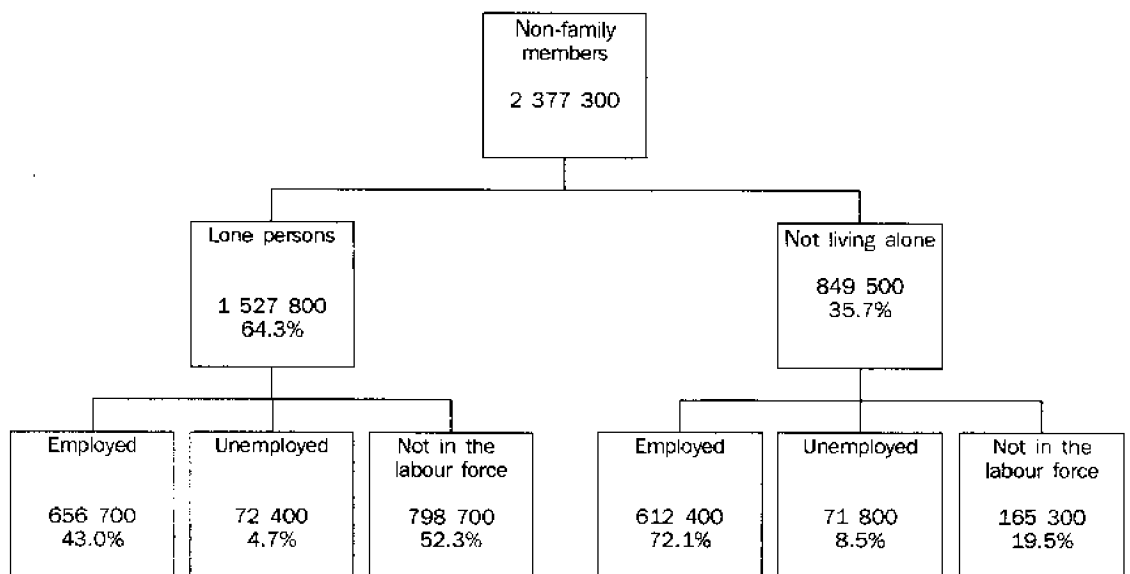 Non-family
members
2 377 300
Lone persons
1 527 800
64.3%
Not living alone
849 500
35.7%
Employed
656 700
43.0%
Unemployed
72 400
4.7%
Not in the
labour force
798 700
52.3%
Employed
612 400
72.1%
Unemployed
71 800
8.5%
Not in the
labour force
165 300
19.5%